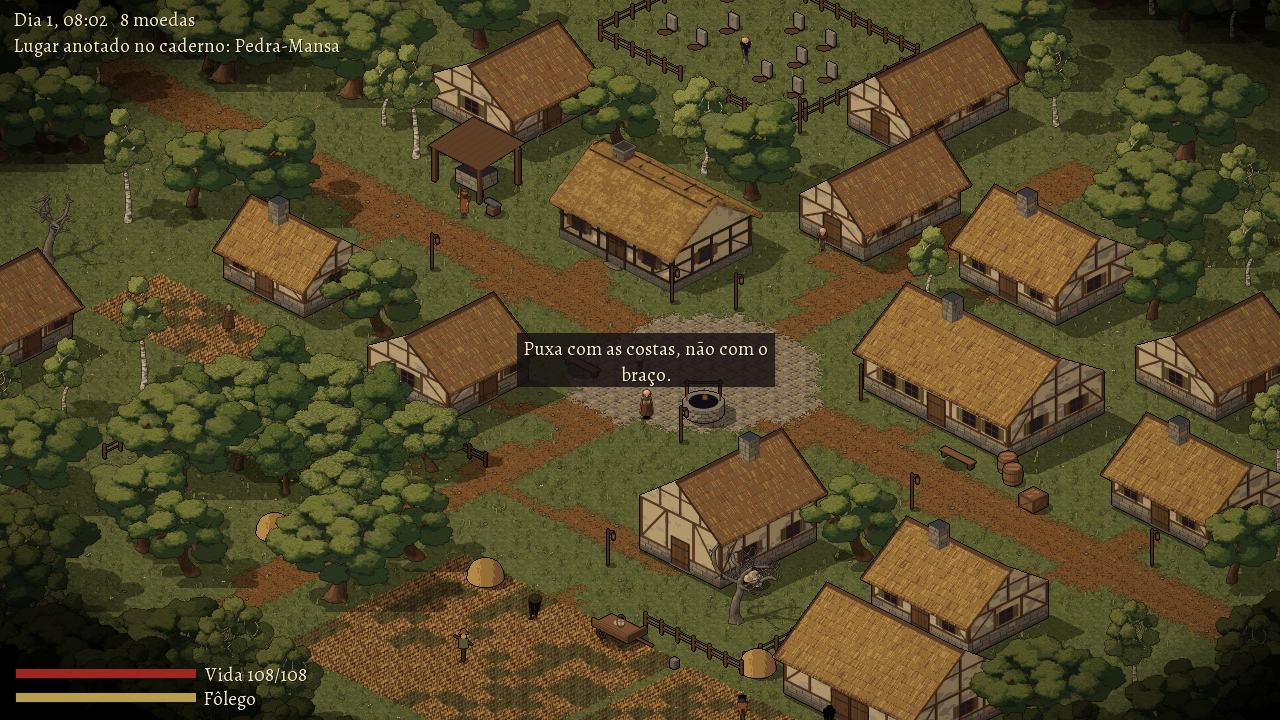 Dia 1, 08:02   8 moedas
Lugar anotado no caderno: Pedra-Mansa
Puxa com as costas, não com o
braço.
Vida 108/108
Fôlego